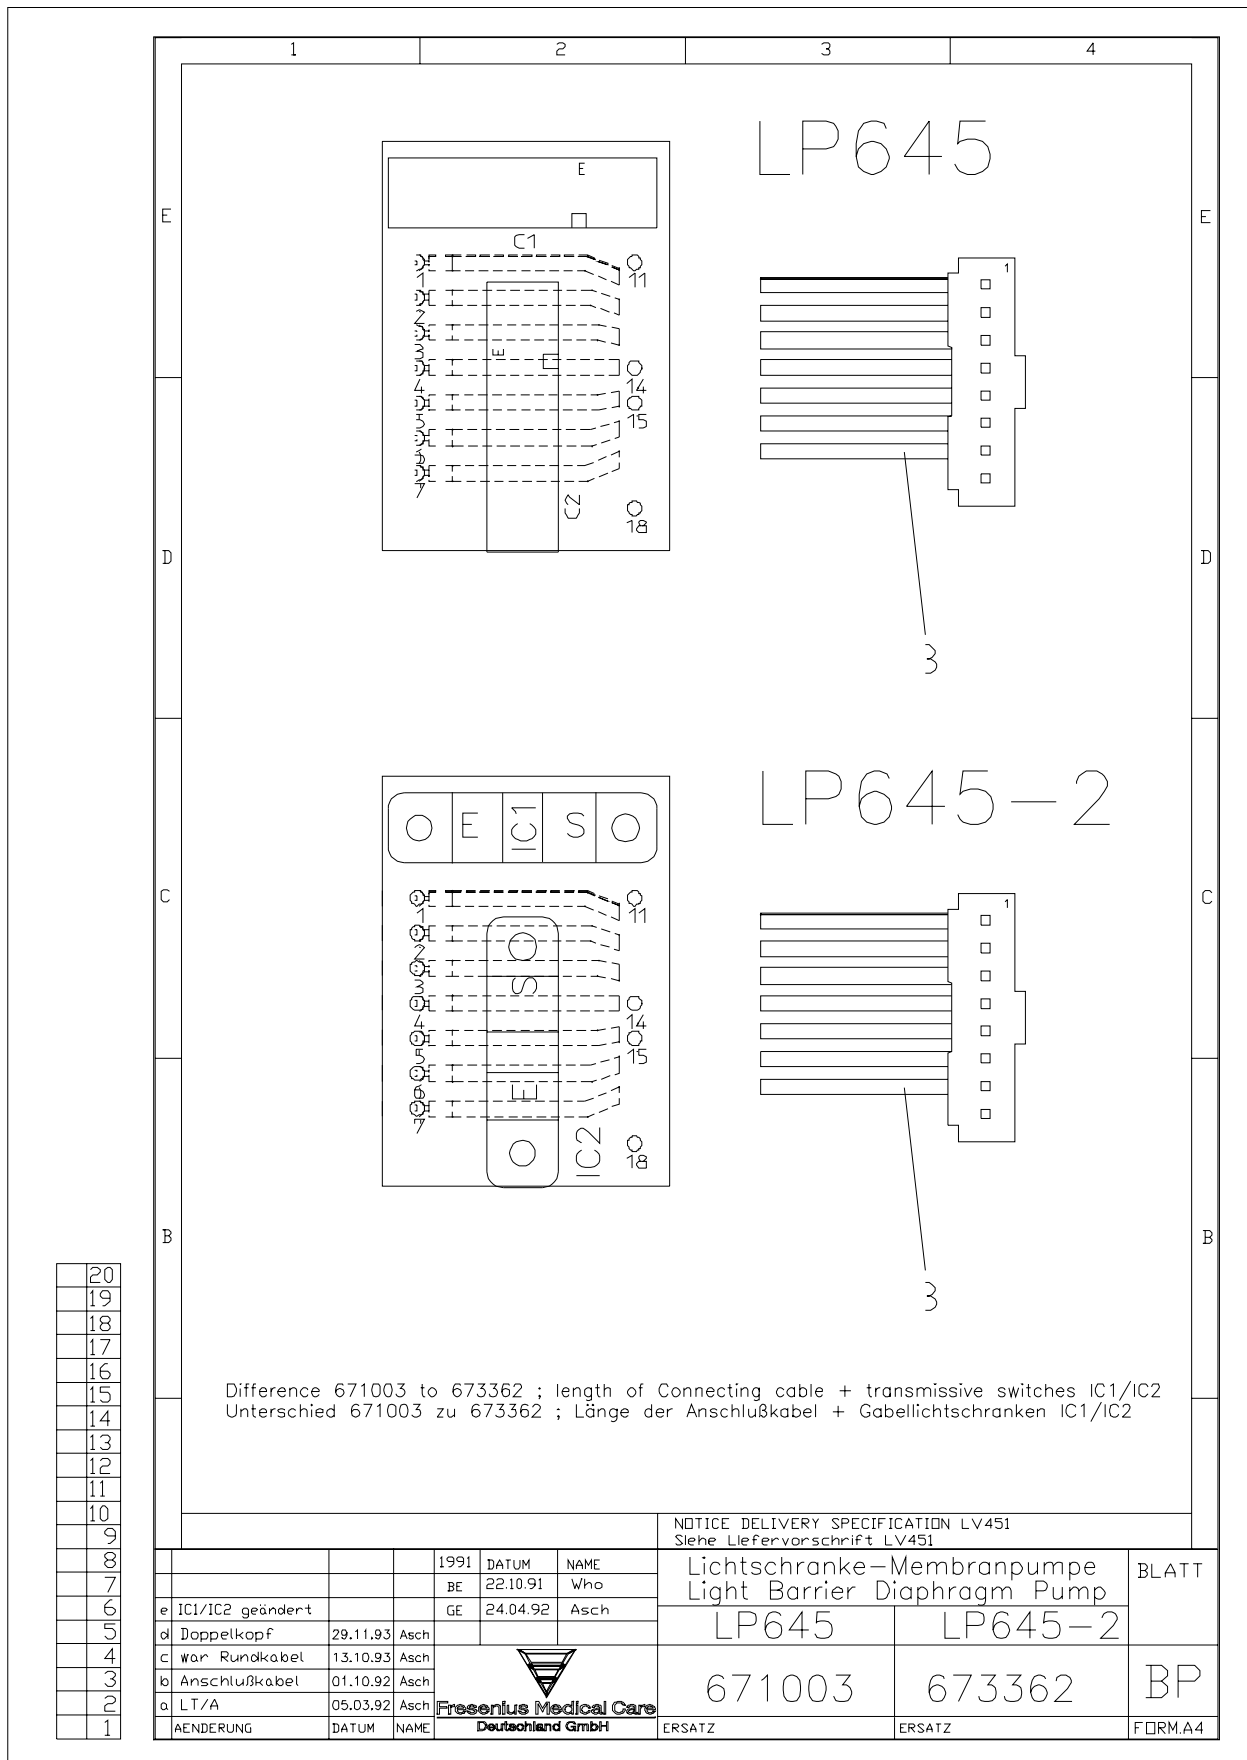 1 2 3 4
LP645
E
E
E
C1
1
11
1
2
3
E
4
14
5
15
6
7
C2
18
D
D
3
LP645-2
E IC1 S
C
C
1
11
1
2
S
3
4
14
5
15
6
E
7
IC2
18
B
B
3
20
19
18
17
16
15
14
13
12
11
10
9
8
7
6
5
4
3
2
1
Difference 671003 to 673362 ; length of Connecting cable + transmissive switches IC1/IC2
Unterschied 671003 zu 673362 ; Länge der Anschlußkabel + Gabellichtschranken IC1/IC2
NOTICE DELIVERY SPECIFICATION LV451
Siehe Liefervorschrift LV451
1991 DATUM NAME
BE 22.10.91 Who
GE 24.04.92 Asch
e IC1/IC2 geändert
d Doppelkopf 29.11.93 Asch
c war Rundkabel 13.10.93 Asch
b Anschlußkabel 01.10.92 Asch
a LT/A 05.03.92 Asch
AENDERUNG DATUM NAME
Fresenius Medical Care
Deutschland GmbH
Lichtschranke-Membranpumpe
Light Barrier Diaphragm Pump
BLATT
LP645 LP645-2
671003 673362
BP
ERSATZ ERSATZ
FORM.A4